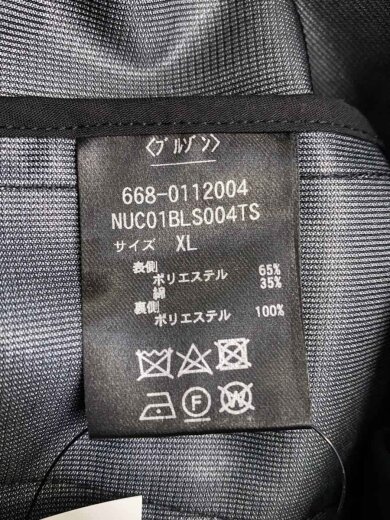 〈ブルゾン〉
668-0112004
NUC01BLS004TS
サイズ XL
表側
ポリエステル 65%
綿 35%
裏側
ポリエステル 100%
F
W